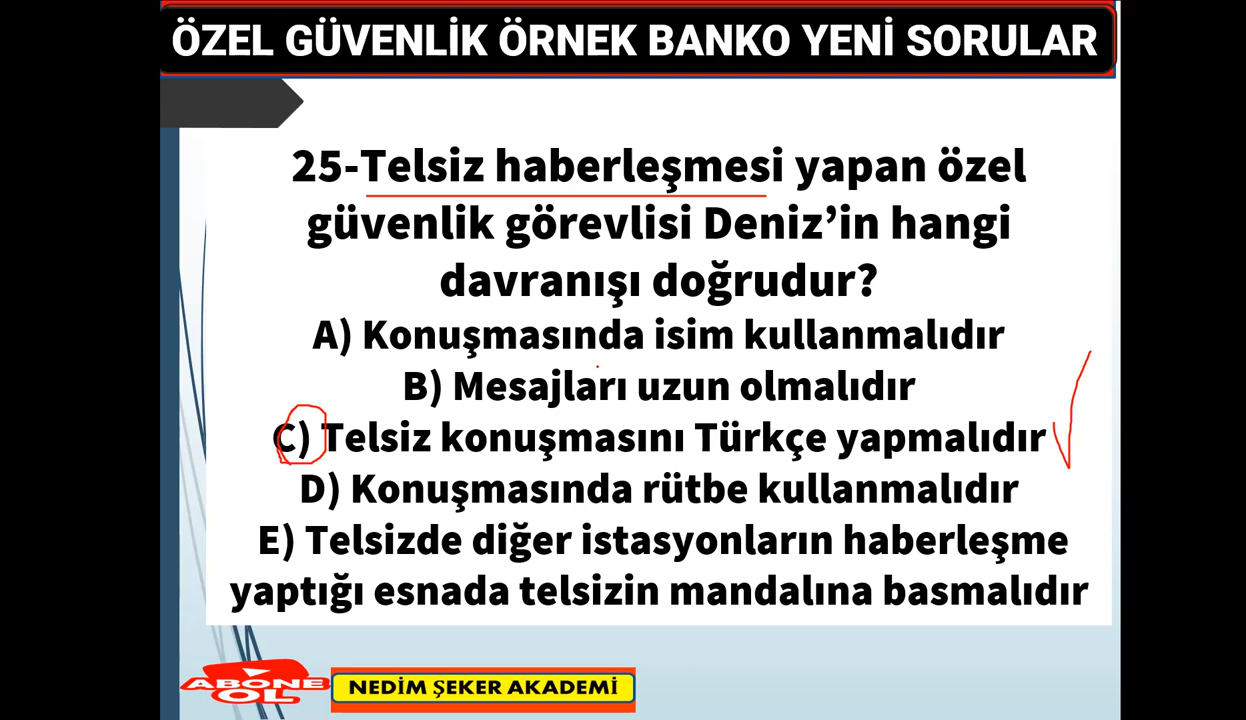 ÖZEL GÜVENLİK ÖRNEK BANKO YENİ SORULAR
25-Telsiz haberleşmesi yapan özel
güvenlik görevlisi Deniz’in hangi
davranışı doğrudur?
A) Konuşmasında isim kullanmalıdır
B) Mesajları uzun olmalıdır
C) Telsiz konuşmasını Türkçe yapmalıdır
D) Konuşmasında rütbe kullanmalıdır
E) Telsizde diğer istasyonların haberleşme
yaptığı esnada telsizin mandalına basmalıdır
ABONE
OL
NEDİM ŞEKER AKADEMİ